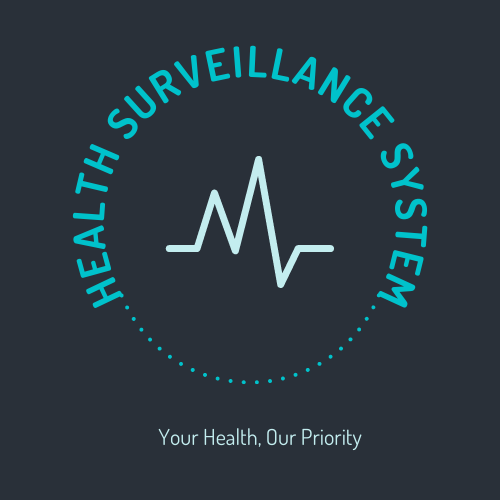 HEALTH SURVEILLANCE SYSTEM
Your Health, Our Priority